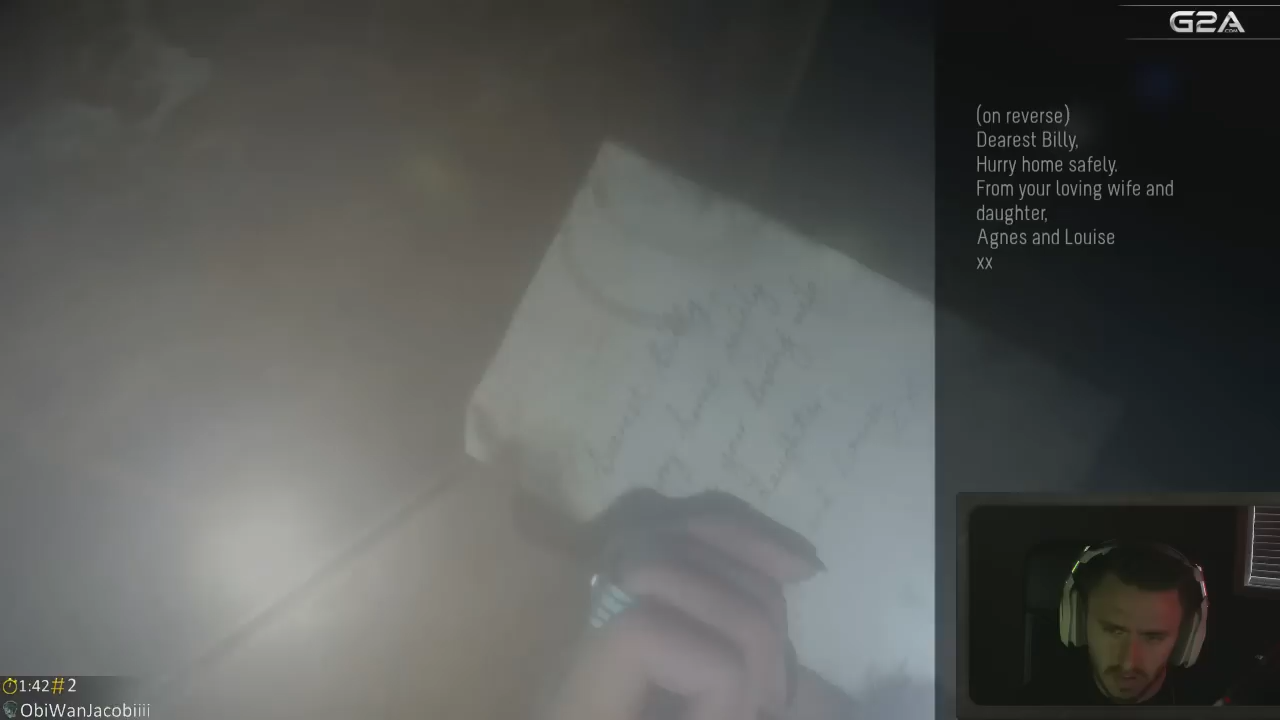 G2A
.COM
(on reverse)
Dearest Billy,
Hurry home safely.
From your loving wife and
daughter,
Agnes and Louise
xx
1:42 # 2
ObiWanJacobiiii